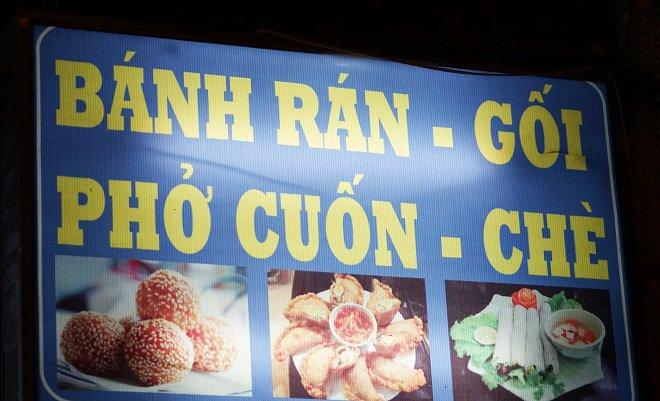 BÁNH RÁN - GỐI
PHỞ CUỐN - CHÈ